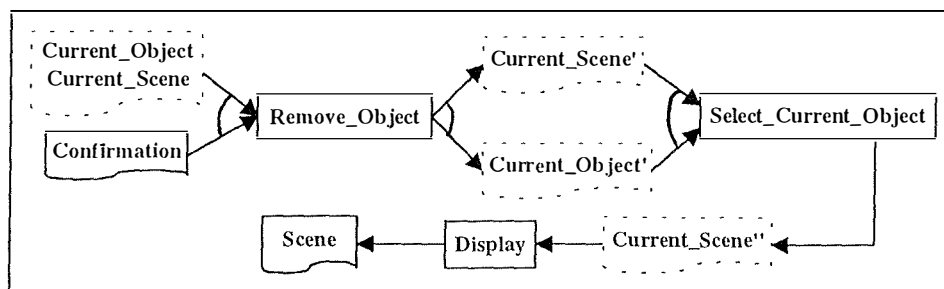 Current_Object
Current_Scene
Confirmation
Remove_Object
Current_Scene'
Current_Object'
Select_Current_Object
Scene
Display
Current_Scene''